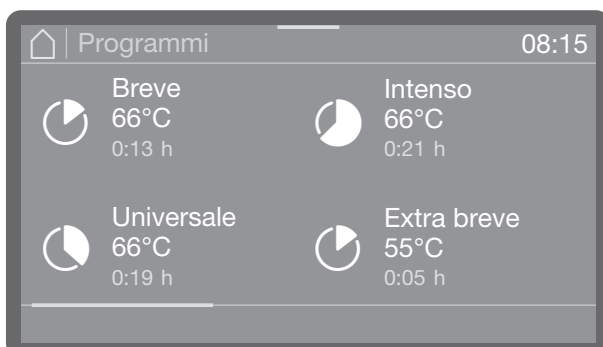 Programmi
08:15
Breve
66°C
0:13 h
Intenso
66°C
0:21 h
Universale
66°C
0:19 h
Extra breve
55°C
0:05 h